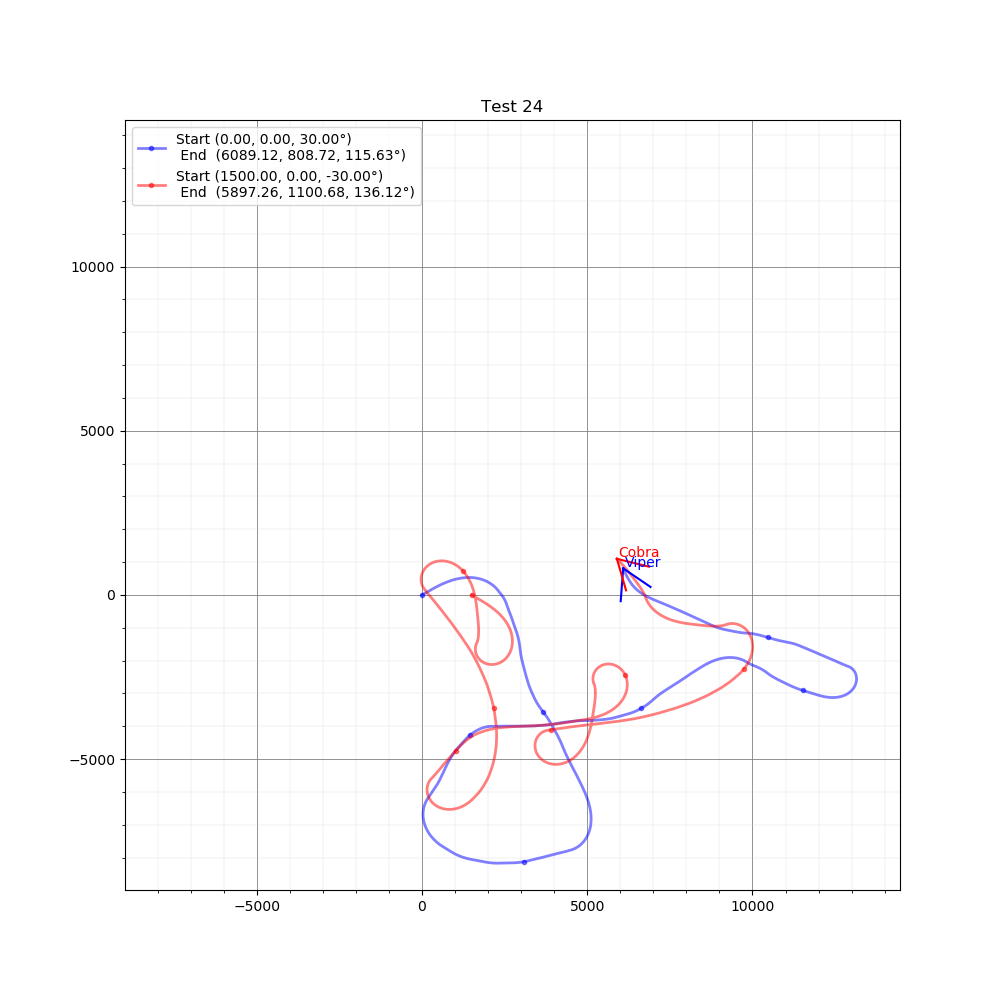 Test 24
Start (0.00, 0.00, 30.00°)
End (6089.12, 808.72, 115.63°)
Start (1500.00, 0.00, -30.00°)
End (5897.26, 1100.68, 136.12°)
10000
5000
0
−5000
Cobra
Viper
−5000
0
5000
10000